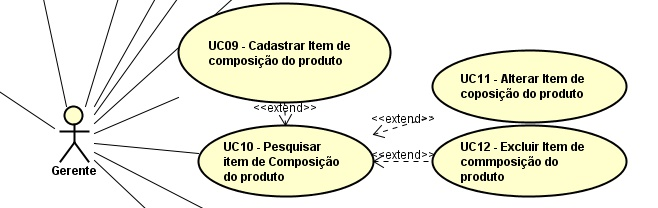 UC09 - Cadastrar Item de
composição do produto
<<extend>>
UC11 - Alterar Item de
coposição do produto
<<extend>>
UC10 - Pesquisar
item de Composição
do produto
<<extend>>
UC12 - Excluir Item de
commposição do
produto
Gerente